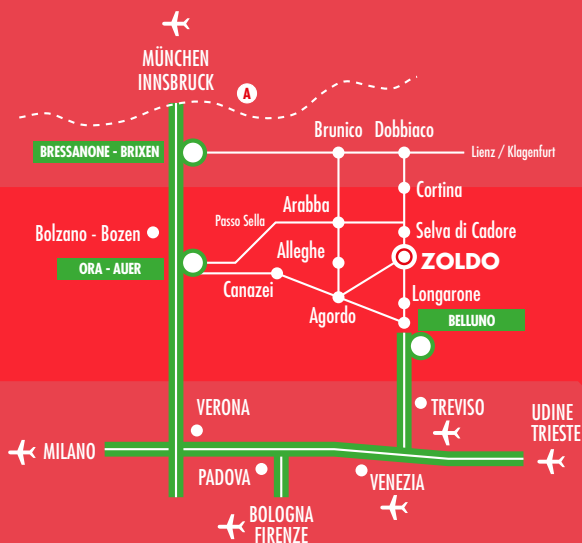 MÜNCHEN
INNSBRUCK
A
Brunico
Dobbiaco
BRESSANONE - BRIXEN
Lienz / Klagenfurt
Cortina
Arabba
Passo Sella
Bolzano - Bozen
Selva di Cadore
Alleghe
ZOLDO
ORA - AUER
Canazei
Longarone
Agordo
BELLUNO
VERONA
TREVISO
UDINE
TRIESTE
MILANO
PADOVA
VENEZIA
BOLOGNA
FIRENZE